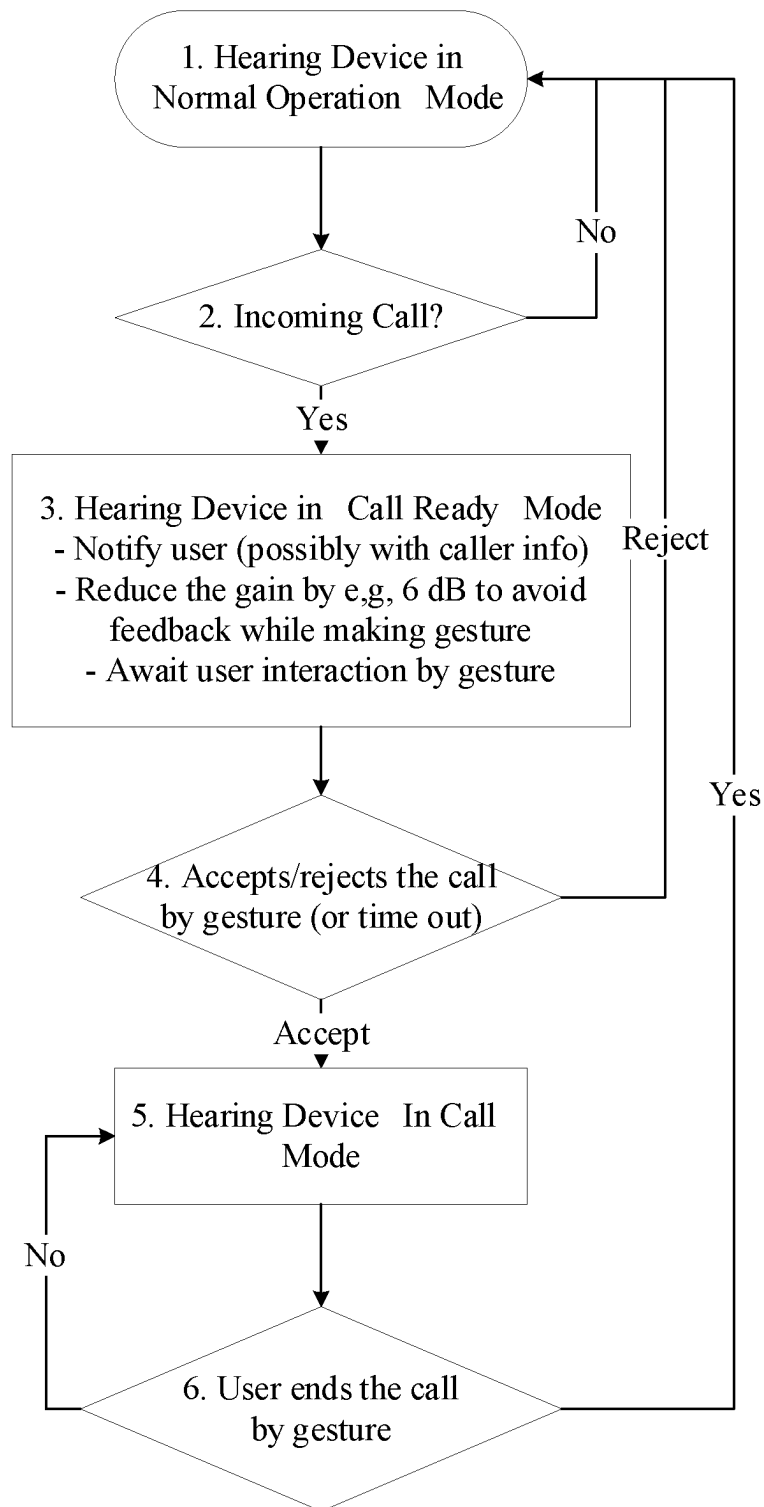 1. Hearing Device in
Normal Operation Mode
No
2. Incoming Call?
Yes
3. Hearing Device in Call Ready Mode
- Notify user (possibly with caller info)
- Reduce the gain by e,g, 6 dB to avoid
feedback while making gesture
- Await user interaction by gesture
Reject
Yes
4. Accepts/rejects the call
by gesture (or time out)
Accept
5. Hearing Device In Call
Mode
No
6. User ends the call
by gesture